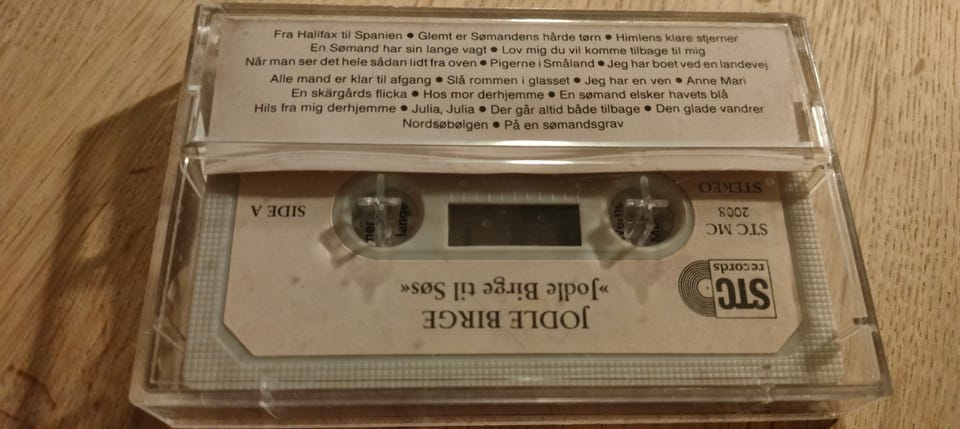 Fra Halifax til Spanien • Glemt er Sømandens hårde tørn • Himlens klare stjerner
En Sømand har sin lange vagt • Lov mig du vil komme tilbage til mig
Når man ser det hele sådan lidt fra oven • Pigerne i Småland • Jeg har boet ved en landevej
Alle mand er klar til afgang • Slå rommen i glasset • Jeg har en ven • Anne Mari
En skärgårds flicka • Hos mor derhjemme • En sømand elsker havets blå
Hils fra mig derhjemme • Julia, Julia • Der går altid både tilbage • Den glade vandrer
Nordsøbølgen • På en sømandsgrav
JODLE BIRGE
»Jodle Birge til Søs«
STC
records
STC MC
2008
STEREO
SIDE A
lange